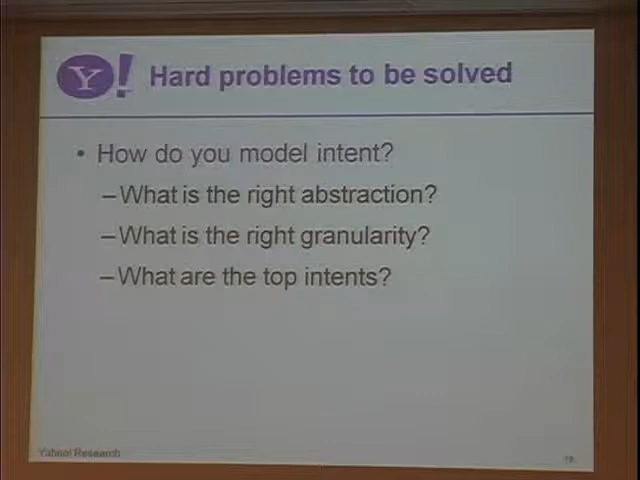 Y! Hard problems to be solved
• How do you model intent?
–What is the right abstraction?
–What is the right granularity?
–What are the top intents?
Yahoo! Research